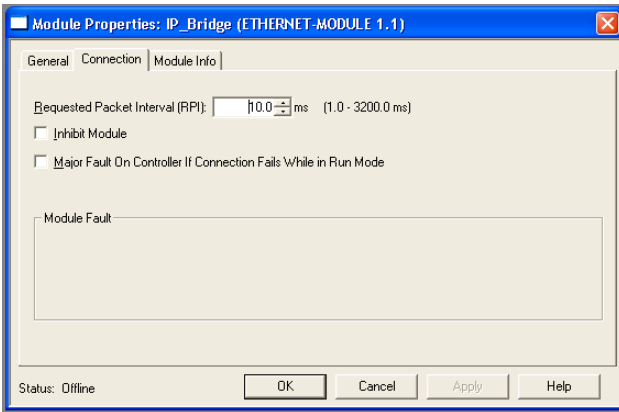 Module Properties: IP_Bridge (ETHERNET-MODULE 1.1)
General Connection Module Info
Requested Packet Interval (RPI): 10.0 ms (1.0 - 3200.0 ms)
Inhibit Module
Major Fault On Controller If Connection Fails While in Run Mode
Module Fault
Status: Offline OK Cancel Apply Help